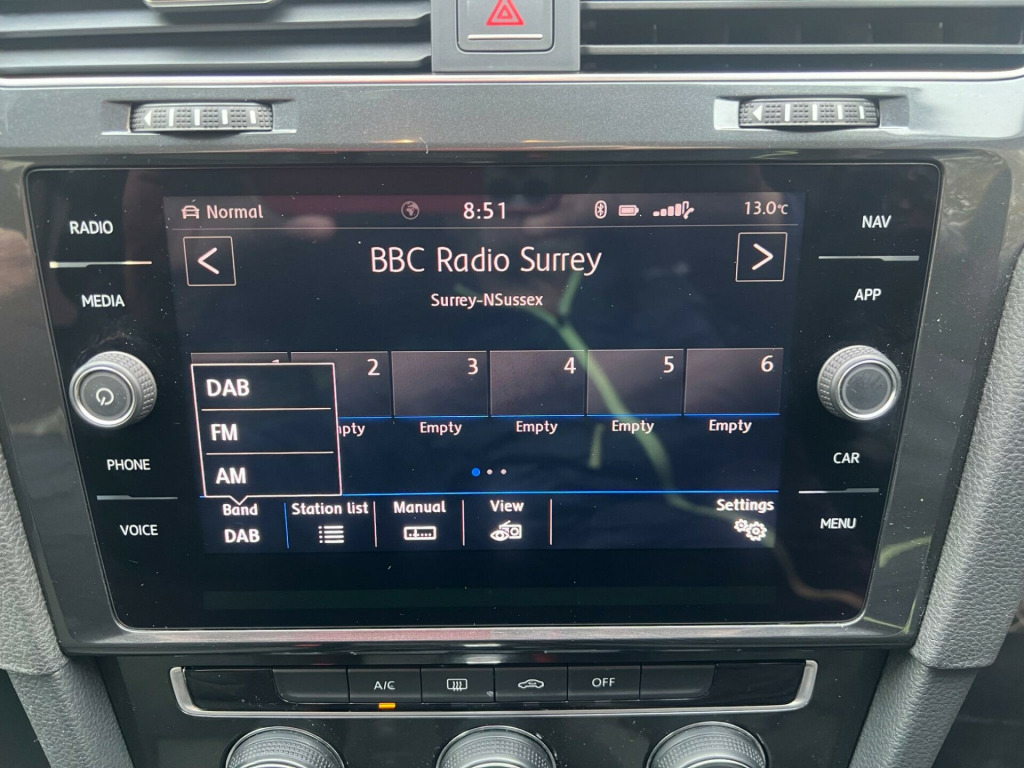 RADIO
MEDIA
PHONE
VOICE
Normal
8:51
13.0°C
BBC Radio Surrey
Surrey-NSussex
2
3
4
5
6
Empty
Empty
Empty
Empty
DAB
FM
AM
Band
DAB
Station list
Manual
View
Settings
NAV
APP
CAR
MENU
A/C
OFF